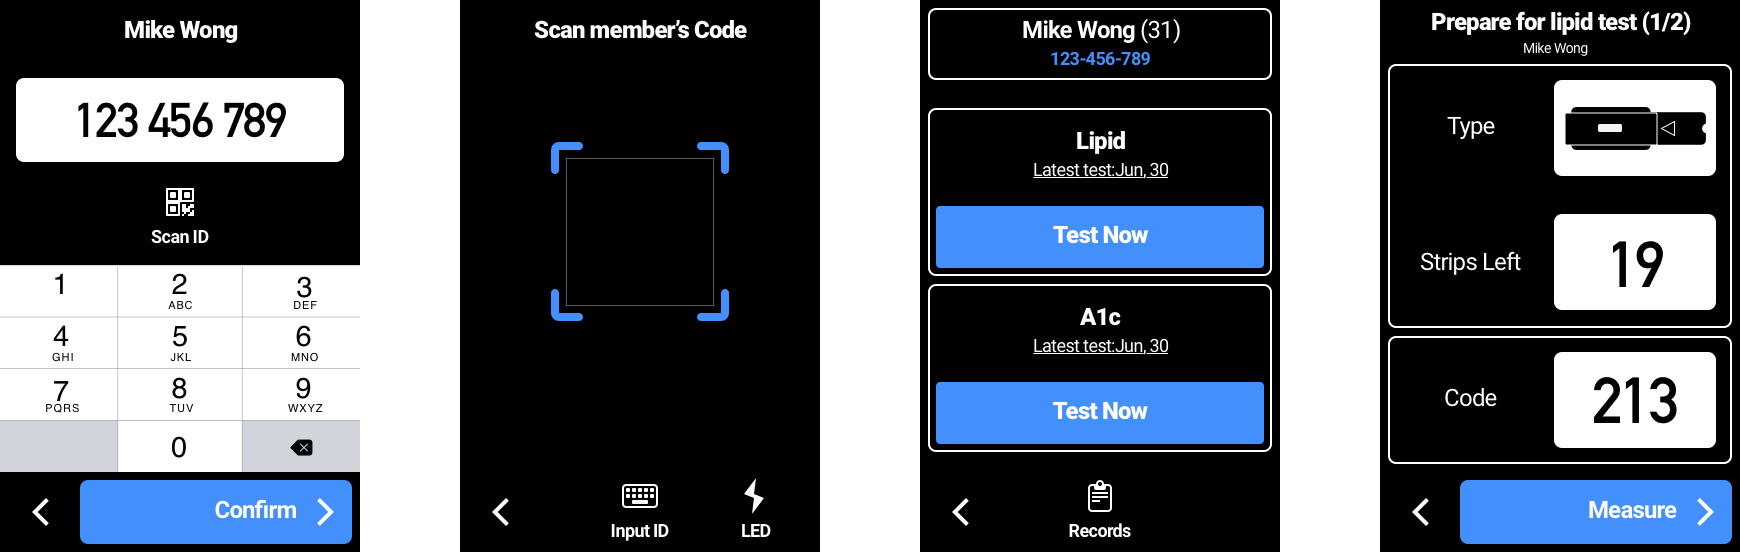 Mike Wong
123 456 789
Scan ID
1
2
ABC
3
DEF
4
GHI
5
JKL
6
MNO
7
PQRS
8
TUV
9
WXYZ
0
Confirm
Scan member's Code
Input ID
LED
Mike Wong (31)
123-456-789
Lipid
Latest test:Jun, 30
Test Now
A1c
Latest test:Jun, 30
Test Now
Records
Prepare for lipid test (1/2)
Mike Wong
Type
Strips Left
19
Code
213
Measure